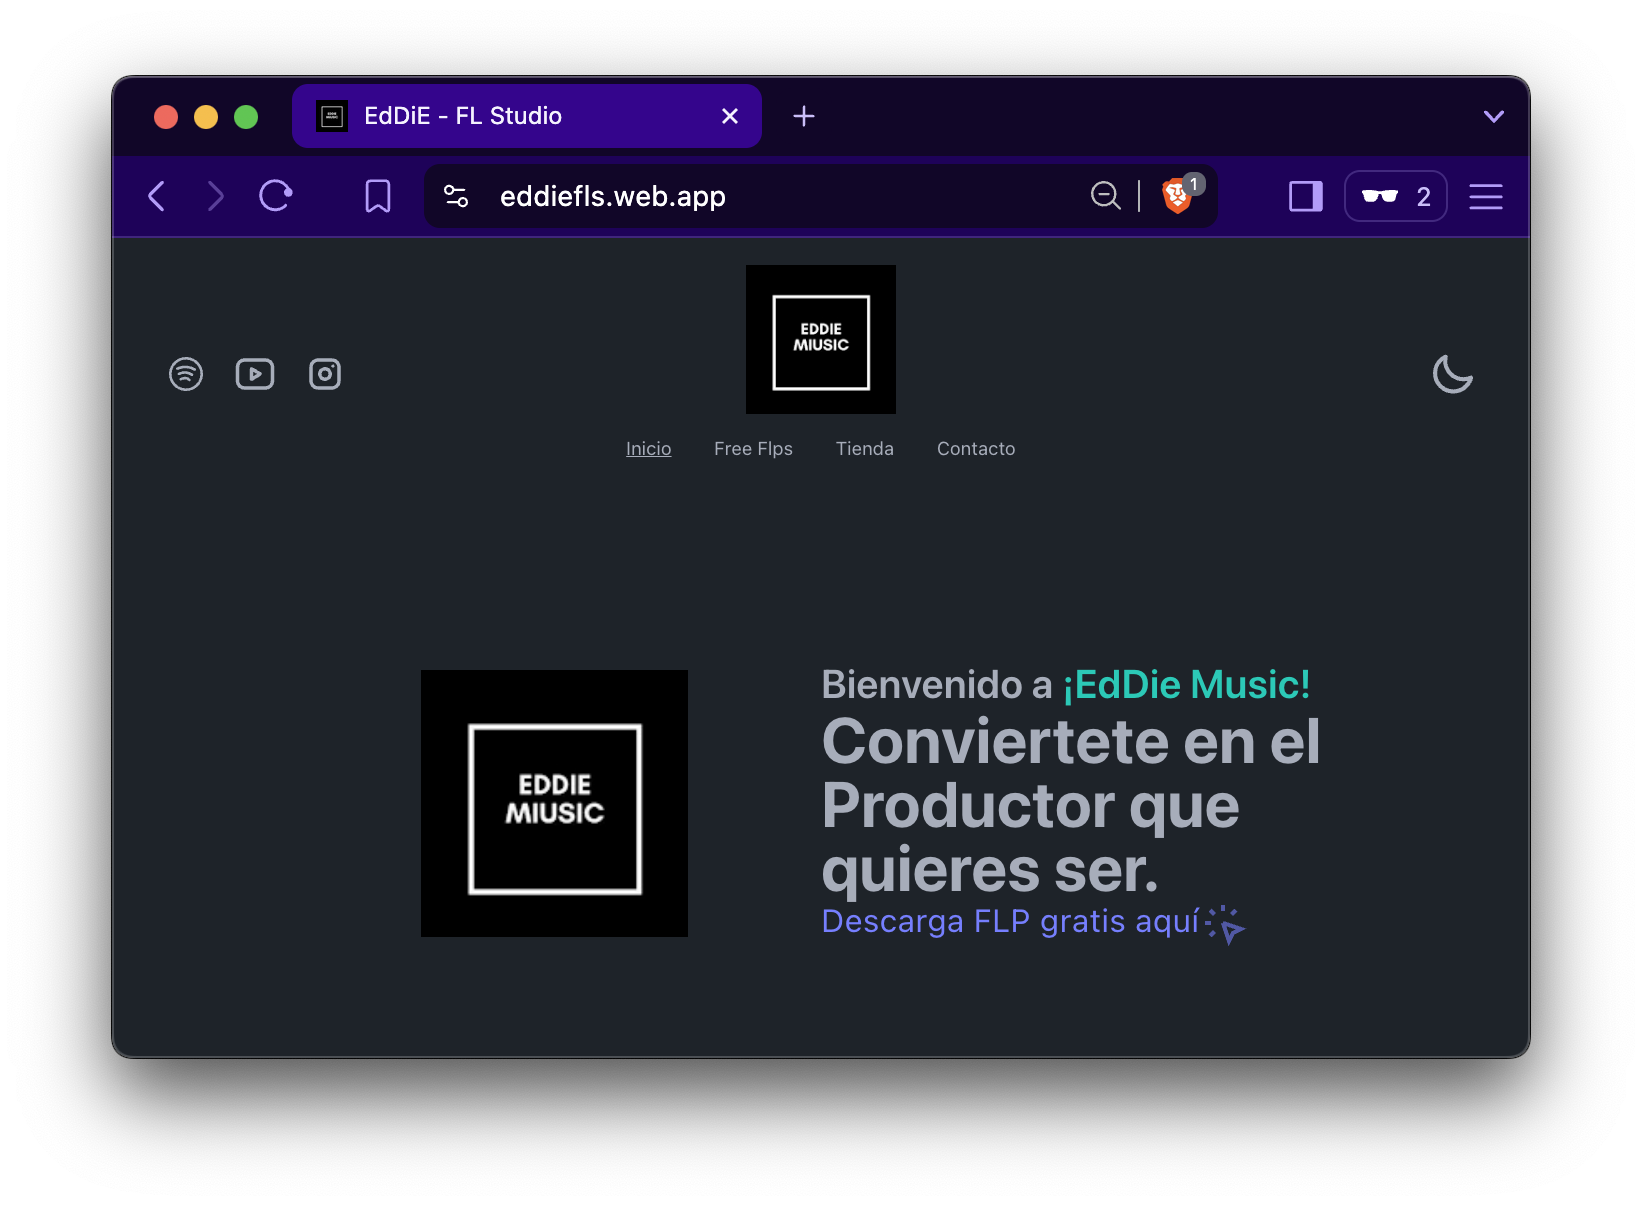 EdDiE - FL Studio
eddiefls.web.app
1
2
EDDIE
MIUSIC
Inicio Free Flps Tienda Contacto
EDDIE
MIUSIC
Bienvenido a ¡EdDie Music!
Conviertete en el
Productor que
quieres ser.
Descarga FLP gratis aquí